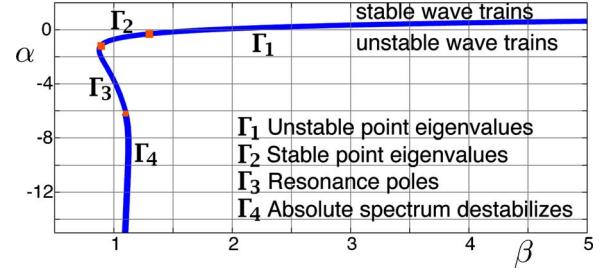 stable wave trains
Γ2
0
α
Γ1
unstable wave trains
-4
Γ3
-8
Γ4
Γ1 Unstable point eigenvalues
Γ2 Stable point eigenvalues
Γ3 Resonance poles
-12
Γ4 Absolute spectrum destabilizes
1 2 3 4 5
β